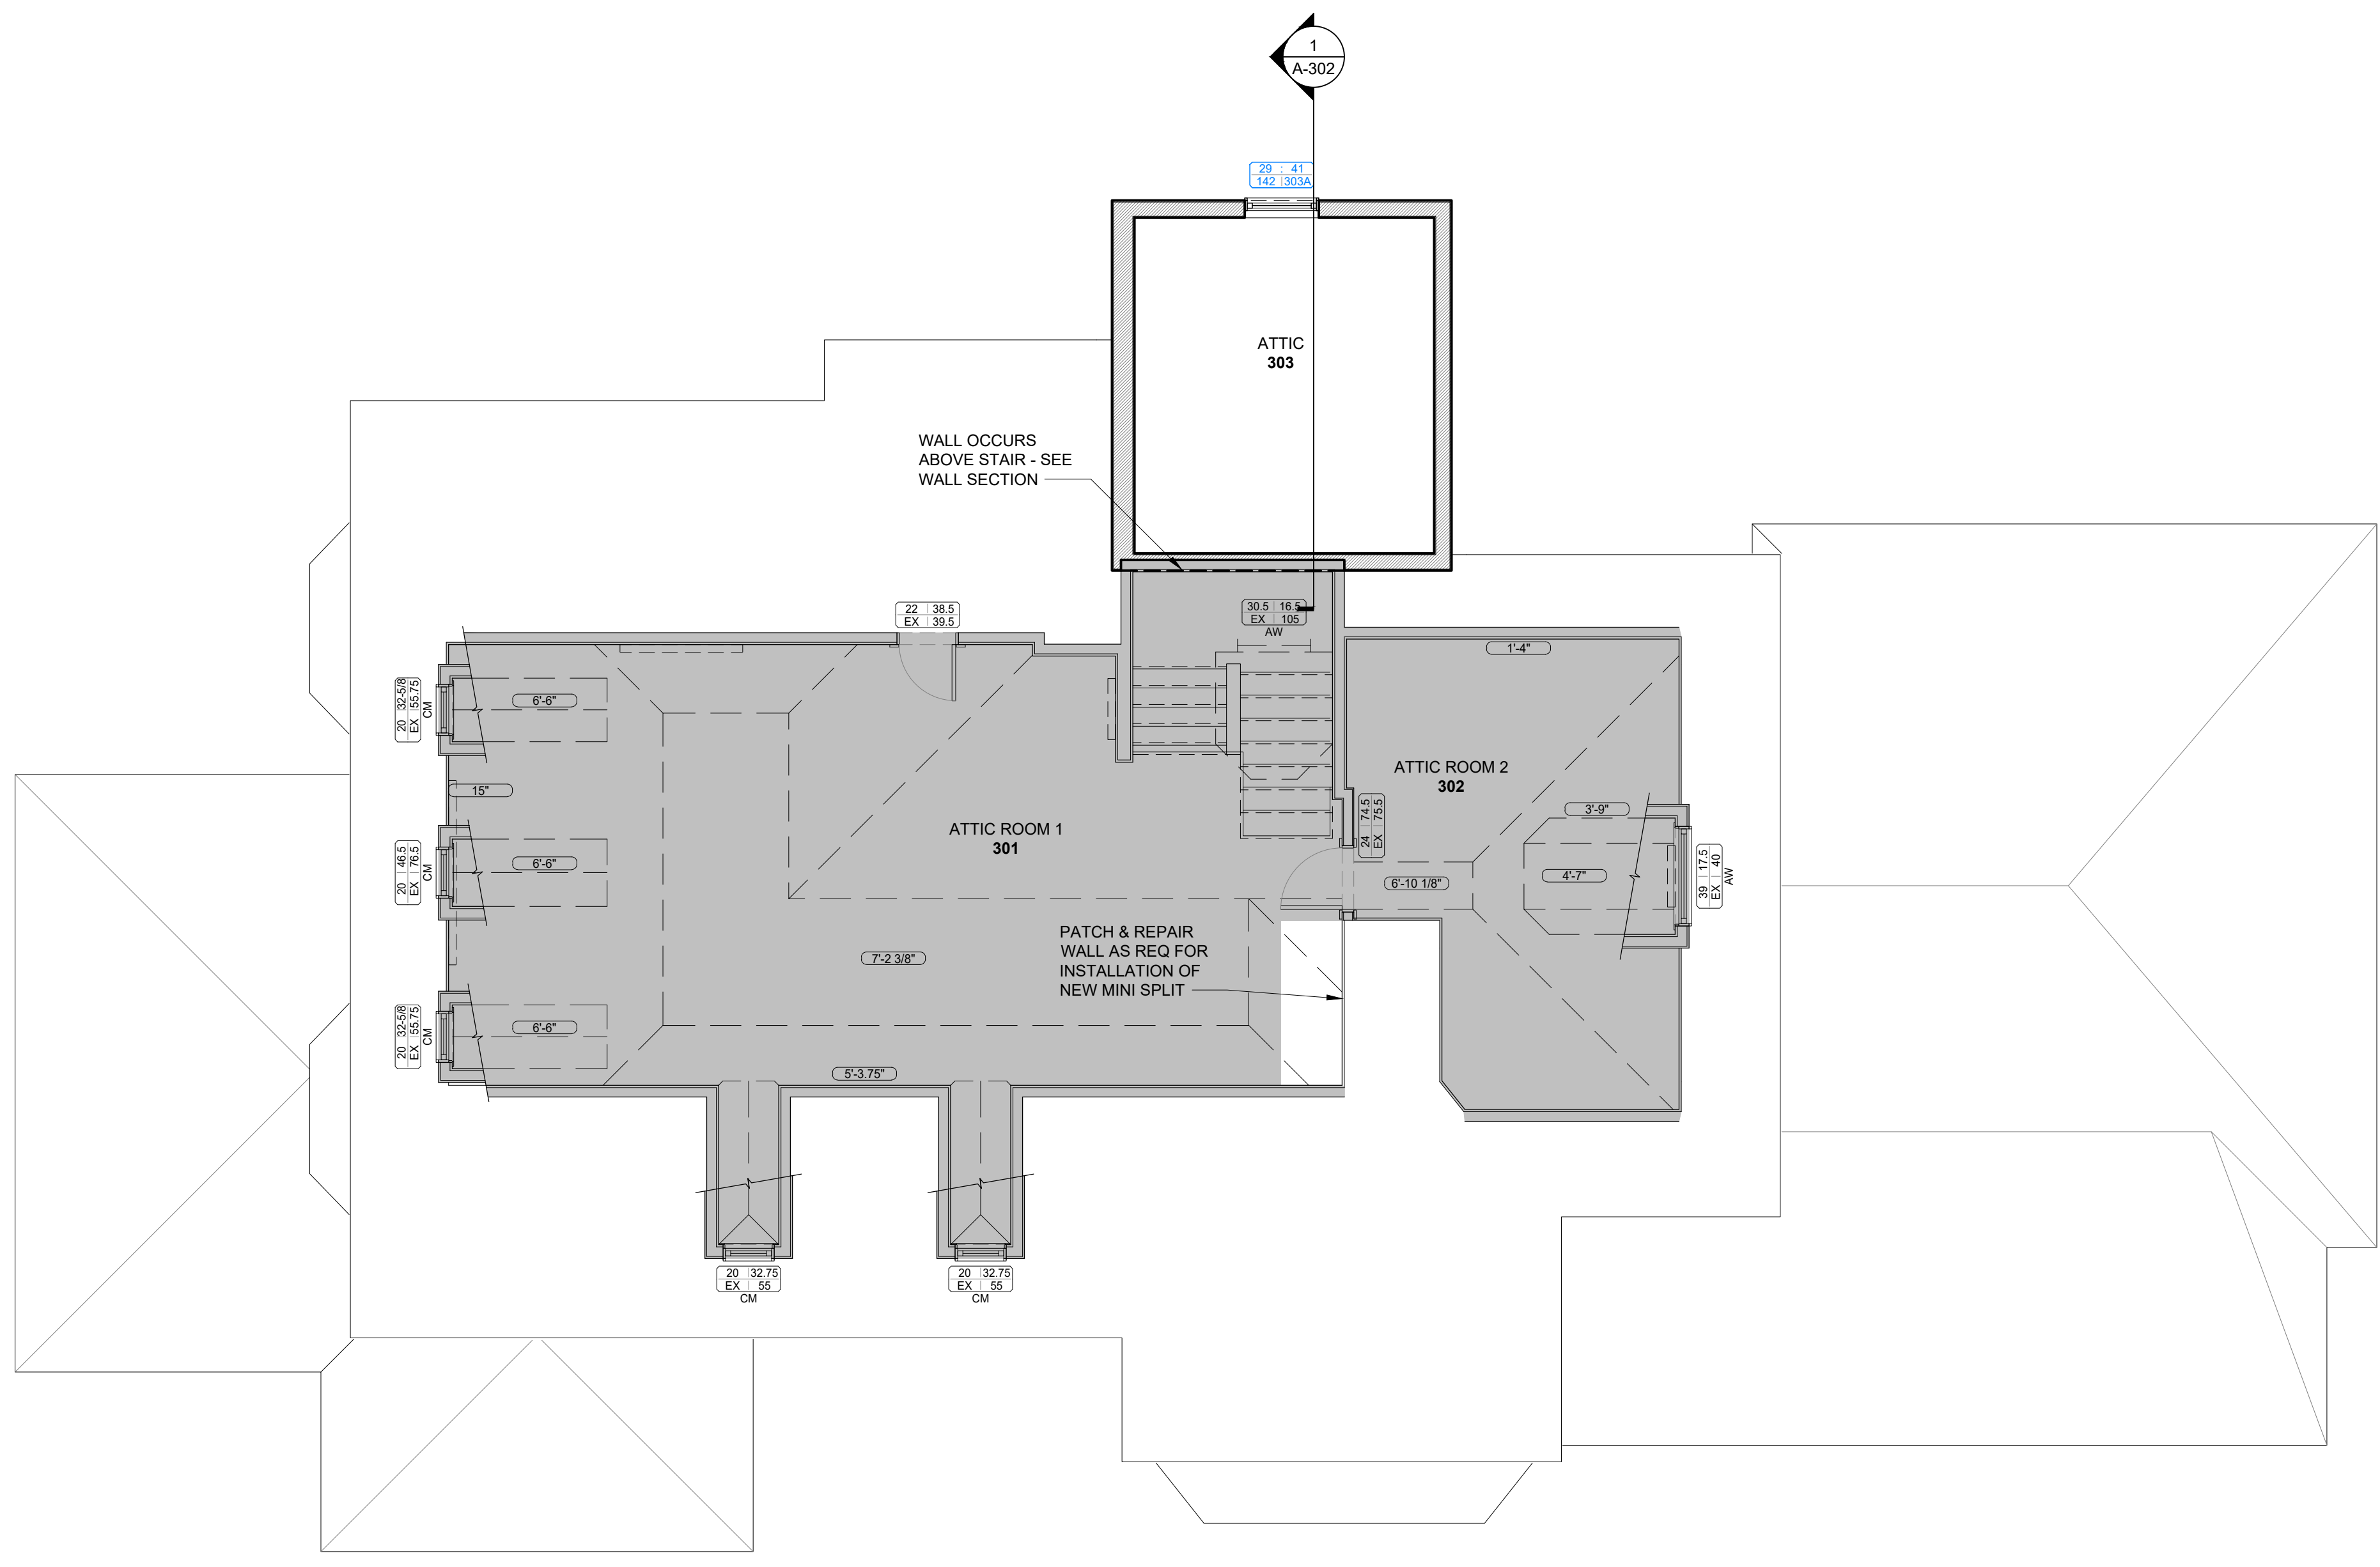 1
A-302
29 : 41
142 303A
ATTIC
303
WALL OCCURS
ABOVE STAIR - SEE
WALL SECTION
22 38.5
EX 39.5
30.5 16.5
EX 105
AW
1'-4"
20 32-5/8
EX 55.75
CM
6'-6"
15"
ATTIC ROOM 2
302
24 74.5
EX 75.5
3'-9"
ATTIC ROOM 1
301
20 46.5
EX 76.5
CM
6'-6"
6'-10 1/8"
4'-7"
39 17.5
EX 40
AW
PATCH & REPAIR
WALL AS REQ FOR
INSTALLATION OF
NEW MINI SPLIT
7'-2 3/8"
20 32-5/8
EX 55.75
CM
6'-6"
5'-3.75"
20 32.75
EX 55
CM
20 32.75
EX 55
CM